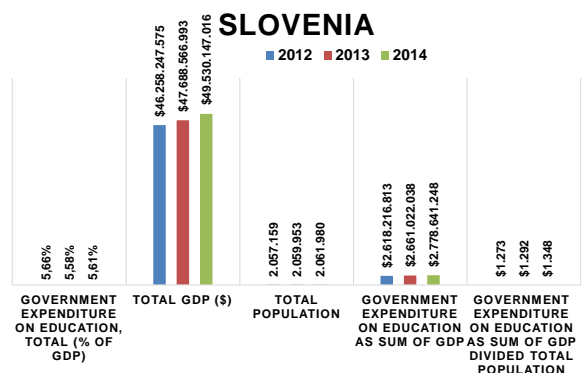 SLOVENIA
2012 2013 2014
5,66%
5,58%
5,61%
$46.258.247.575
$47.688.566.993
$49.530.147.016
2.057.159
2.059.953
2.061.980
$2.618.216.813
$2.661.022.038
$2.778.641.248
$1.273
$1.292
$1.348
GOVERNMENT
EXPENDITURE
ON EDUCATION,
TOTAL (% OF
GDP)
TOTAL GDP ($)
TOTAL
POPULATION
GOVERNMENT
EXPENDITURE
ON EDUCATION
AS SUM OF GDP
GOVERNMENT
EXPENDITURE
ON EDUCATION
AS SUM OF GDP
DIVIDED TOTAL
POPULATION